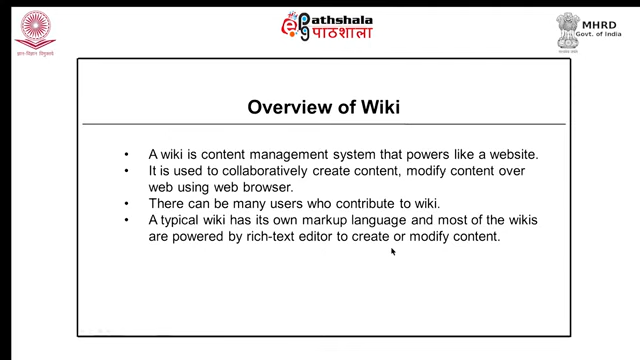 Pathshala
पाठशाला
MHRD
Govt. of India
Overview of Wiki
• A wiki is content management system that powers like a website.
• It is used to collaboratively create content, modify content over
web using web browser.
• There can be many users who contribute to wiki.
• A typical wiki has its own markup language and most of the wikis
are powered by rich-text editor to create or modify content.